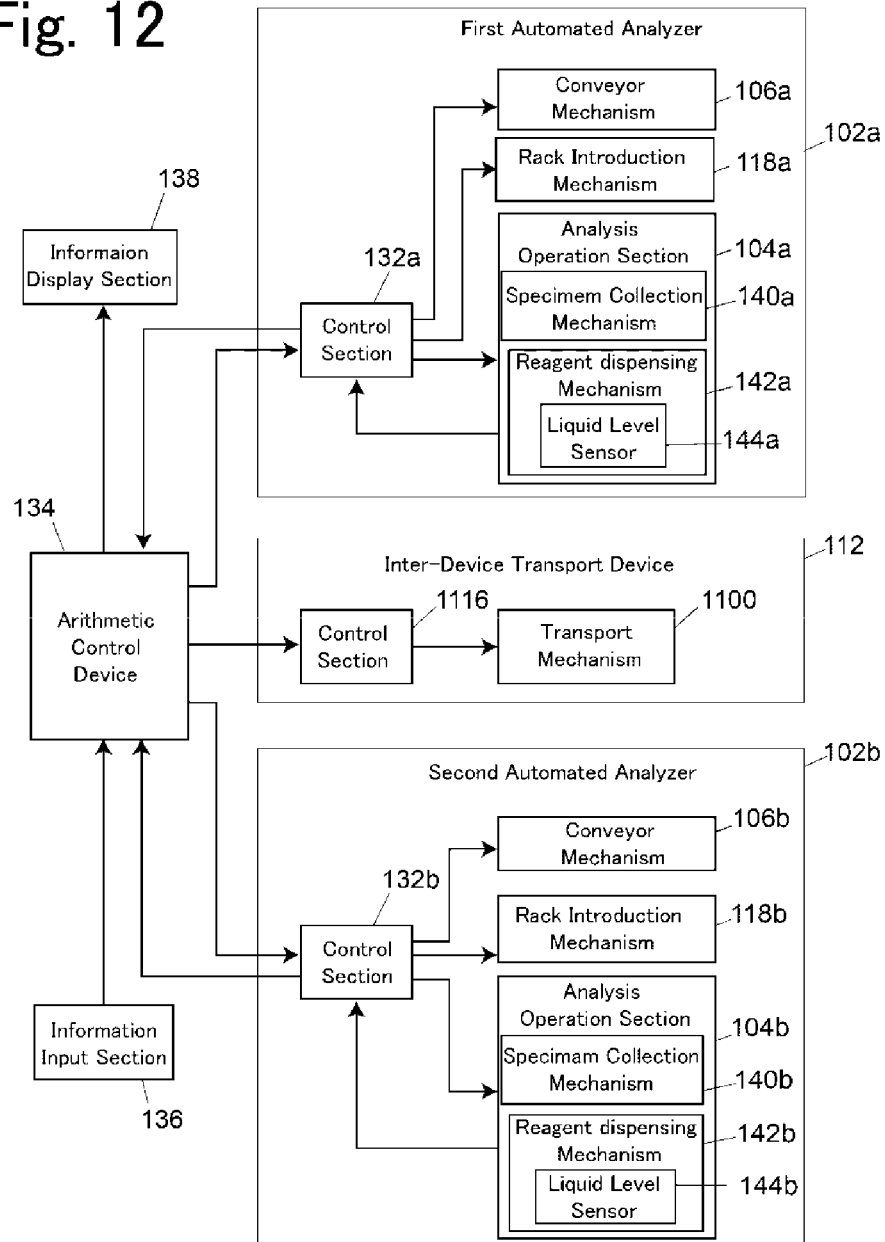 Fig. 12
First Automated Analyzer
Conveyor
Mechanism
106a
102a
Rack Introduction
Mechanism
118a
138
Informaion
Display Section
Analysis
Operation Section
104a
132a
Specimem Collection
Mechanism
140a
Control
Section
Reagent dispensing
Mechanism
142a
Liquid Level
Sensor
144a
134
Arithmetic
Control
Device
112
Inter-Device Transport Device
1116
1100
Control
Section
Transport
Mechanism
102b
Second Automated Analyzer
106b
Conveyor
Mechanism
132b
118b
Rack Introduction
Mechanism
Control
Section
Analysis
Operation Section
104b
Information
Input Section
136
Specimam Collection
Mechanism
140b
Reagent dispensing
Mechanism
142b
Liquid Level
Sensor
144b